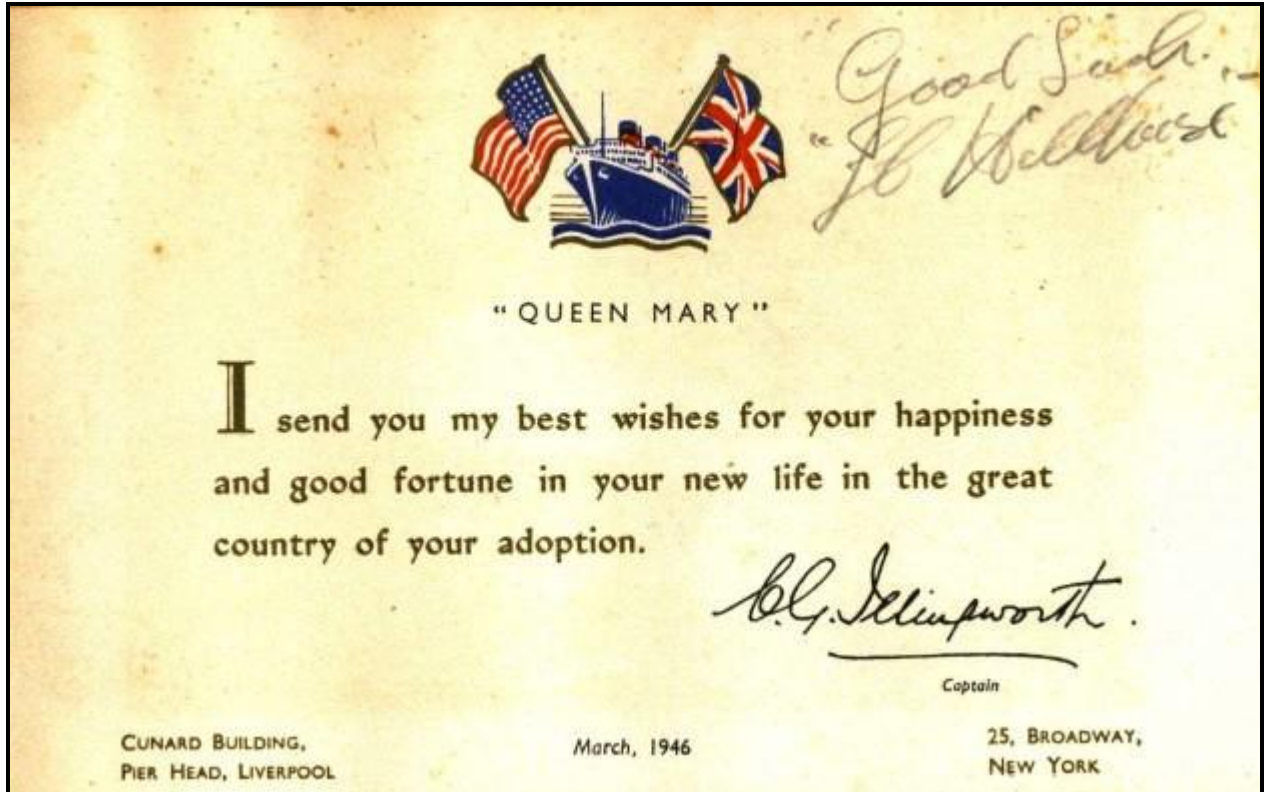 "Good Luck."
"QUEEN MARY"
I send you my best wishes for your happiness
and good fortune in your new life in the great
country of your adoption.
C.G. Illingworth.
Captain
CUNARD BUILDING,
PIER HEAD, LIVERPOOL
March, 1946
25, BROADWAY,
NEW YORK